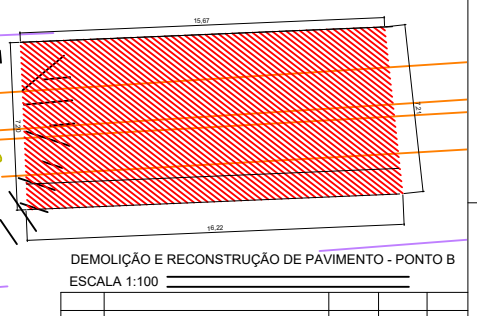 15,67
7,20
7,21
16,22
DEMOLIÇÃO E RECONSTRUÇÃO DE PAVIMENTO - PONTO B
ESCALA 1:100